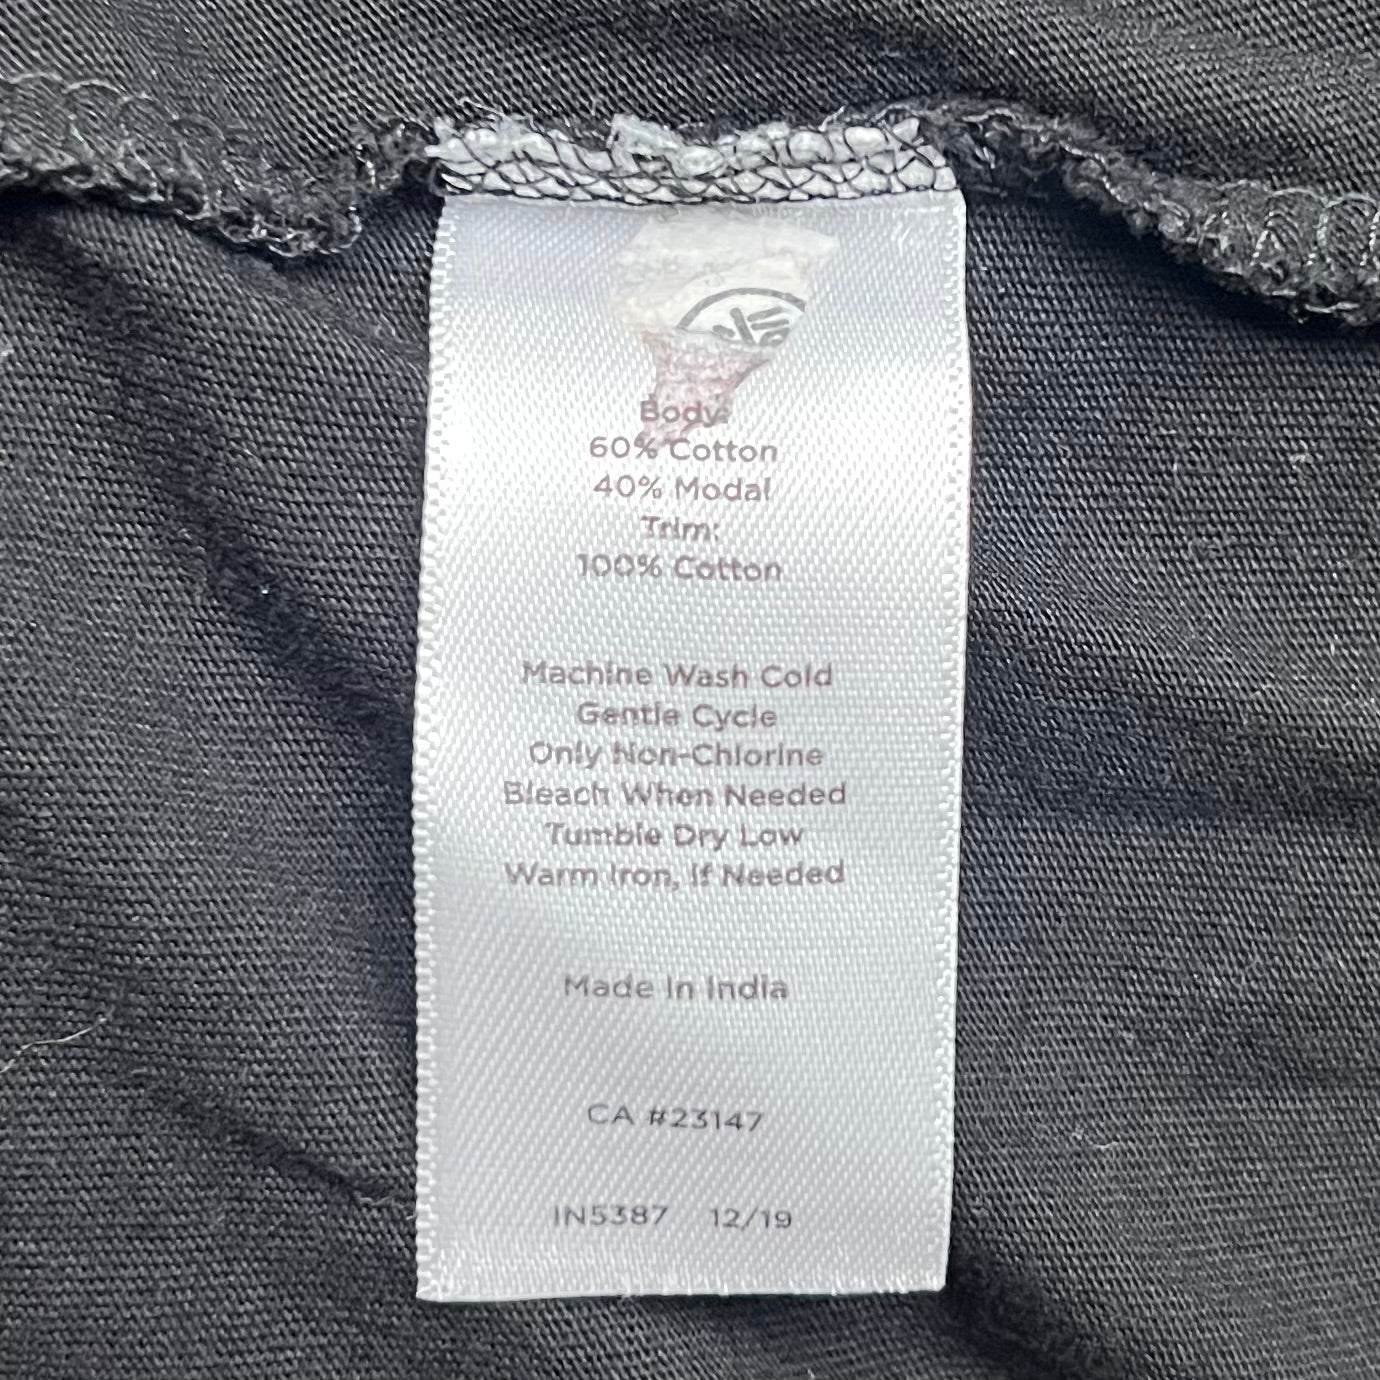 Body:
60% Cotton
40% Modal
Trim:
100% Cotton
Machine Wash Cold
Gentle Cycle
Only Non-Chlorine
Bleach When Needed
Tumble Dry Low
Warm Iron, If Needed
Made In India
CA #23147
IN5387 12/19